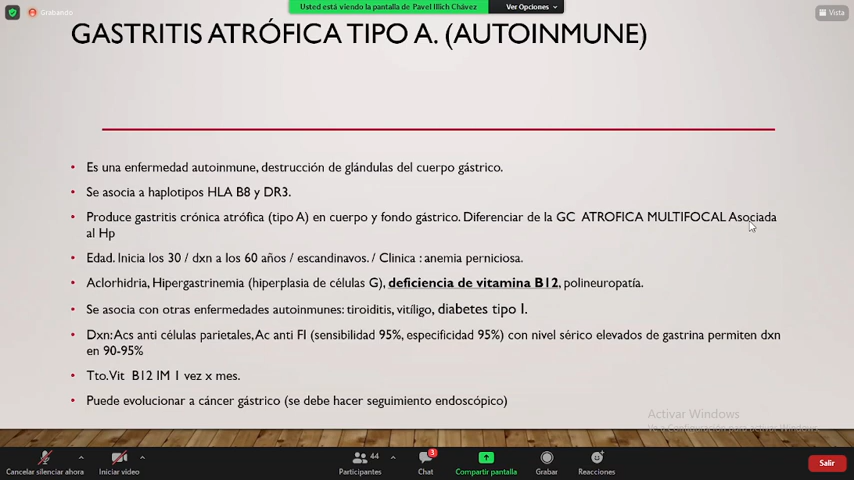 Grabando
Usted está viendo la pantalla de Pavel Illich Chávez
Ver Opciones
Vista
GASTRITIS ATRÓFICA TIPO A. (AUTOINMUNE)
• Es una enfermedad autoinmune, destrucción de glándulas del cuerpo gástrico.
• Se asocia a haplotipos HLA B8 y DR3.
• Produce gastritis crónica atrófica (tipo A) en cuerpo y fondo gástrico. Diferenciar de la GC ATROFICA MULTIFOCAL Asociada
al Hp
• Edad. Inicia los 30 / dxn a los 60 años / escandinavos. / Clinica : anemia perniciosa.
• Aclorhidria, Hipergastrinemia (hiperplasia de células G), deficiencia de vitamina B12, polineuropatía.
• Se asocia con otras enfermedades autoinmunes: tiroiditis, vitíligo, diabetes tipo I.
• Dxn: Acs anti células parietales, Ac anti FI (sensibilidad 95%, especificidad 95%) con nivel sérico elevados de gastrina permiten dxn
en 90-95%
• Tto. Vit B12 IM 1 vez x mes.
• Puede evolucionar a cáncer gástrico (se debe hacer seguimiento endoscópico)
Activar Windows
Ve a Configuración para activar Windows.
Cancelar silenciar ahora
Iniciar video
44
Participantes
3
Chat
Compartir pantalla
Grabar
Reacciones
Salir